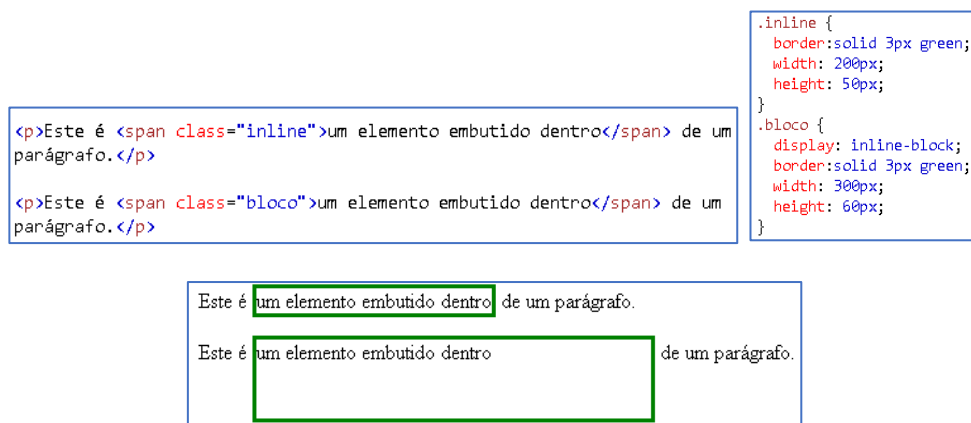 .inline {
border:solid 3px green;
width: 200px;
height: 50px;
}
.bloco {
display: inline-block;
border:solid 3px green;
width: 300px;
height: 60px;
}
<p>Este é <span class="inline">um elemento embutido dentro</span> de um
parágrafo.</p>
<p>Este é <span class="bloco">um elemento embutido dentro</span> de um
parágrafo.</p>
Este é um elemento embutido dentro de um parágrafo.
Este é um elemento embutido dentro de um parágrafo.